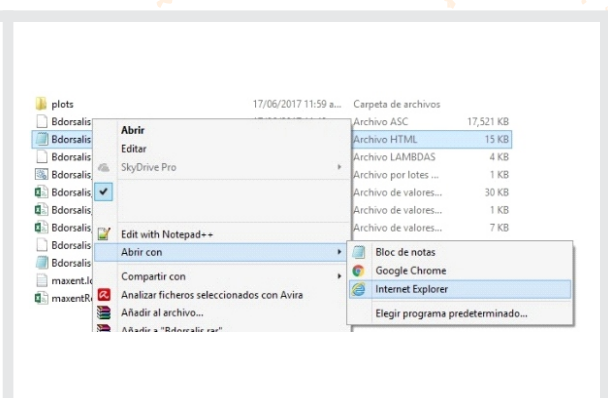 plots 17/06/2017 11:59 a... Carpeta de archivos
Bdorsalis Archivo ASC 17,521 KB
Bdorsalis Archivo HTML 15 KB
Bdorsalis Archivo LAMBDAS 4 KB
Bdorsalis Archivo por lotes ... 1 KB
Bdorsalis Archivo de valores... 30 KB
Bdorsalis Archivo de valores... 1 KB
Bdorsalis Archivo de valores... 7 KB
Bdorsalis
Bdorsalis
maxent.lo
maxentRe
Abrir
Editar
SkyDrive Pro
Edit with Notepad++
Abrir con
Compartir con
Analizar ficheros seleccionados con Avira
Añadir al archivo...
Añadir a "Bdorsalis.rar"
Bloc de notas
Google Chrome
Internet Explorer
Elegir programa predeterminado...